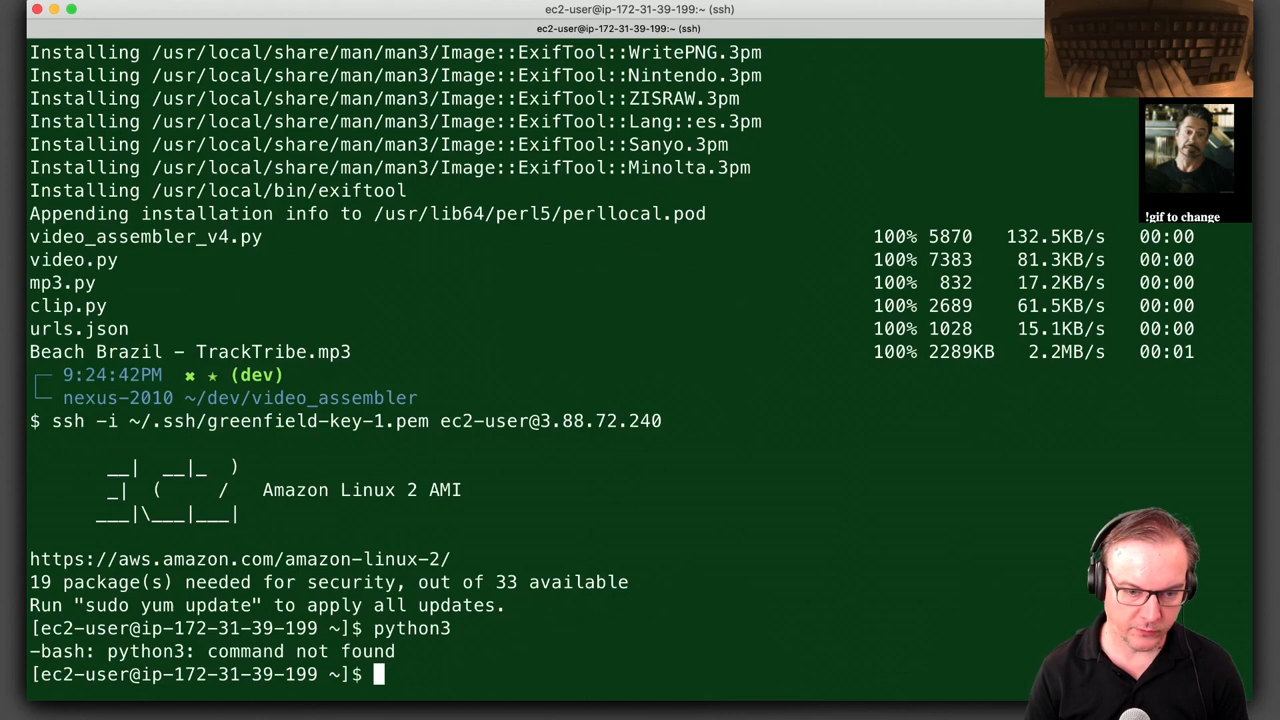 ec2-user@ip-172-31-39-199:~ (ssh)
ec2-user@ip-172-31-39-199:~ (ssh)
Installing /usr/local/share/man/man3/Image::ExifTool::WritePNG.3pm
Installing /usr/local/share/man/man3/Image::ExifTool::Nintendo.3pm
Installing /usr/local/share/man/man3/Image::ExifTool::ZISRAW.3pm
Installing /usr/local/share/man/man3/Image::ExifTool::Lang::es.3pm
Installing /usr/local/share/man/man3/Image::ExifTool::Sanyo.3pm
Installing /usr/local/share/man/man3/Image::ExifTool::Minolta.3pm
Installing /usr/local/bin/exiftool
Appending installation info to /usr/lib64/perl5/perllocal.pod
!gif to change
video_assembler_v4.py 100% 5870 132.5KB/s 00:00
video.py 100% 7383 81.3KB/s 00:00
mp3.py 100% 832 17.2KB/s 00:00
clip.py 100% 2689 61.5KB/s 00:00
urls.json 100% 1028 15.1KB/s 00:00
Beach Brazil - TrackTribe.mp3 100% 2289KB 2.2MB/s 00:01
9:24:42PM ✖ ★ (dev)
nexus-2010 ~/dev/video_assembler
$ ssh -i ~/.ssh/greenfield-key-1.pem ec2-user@3.88.72.240
__| __|_ )
_| ( / Amazon Linux 2 AMI
___|\___|___|
https://aws.amazon.com/amazon-linux-2/
19 package(s) needed for security, out of 33 available
Run "sudo yum update" to apply all updates.
[ec2-user@ip-172-31-39-199 ~]$ python3
-bash: python3: command not found
[ec2-user@ip-172-31-39-199 ~]$